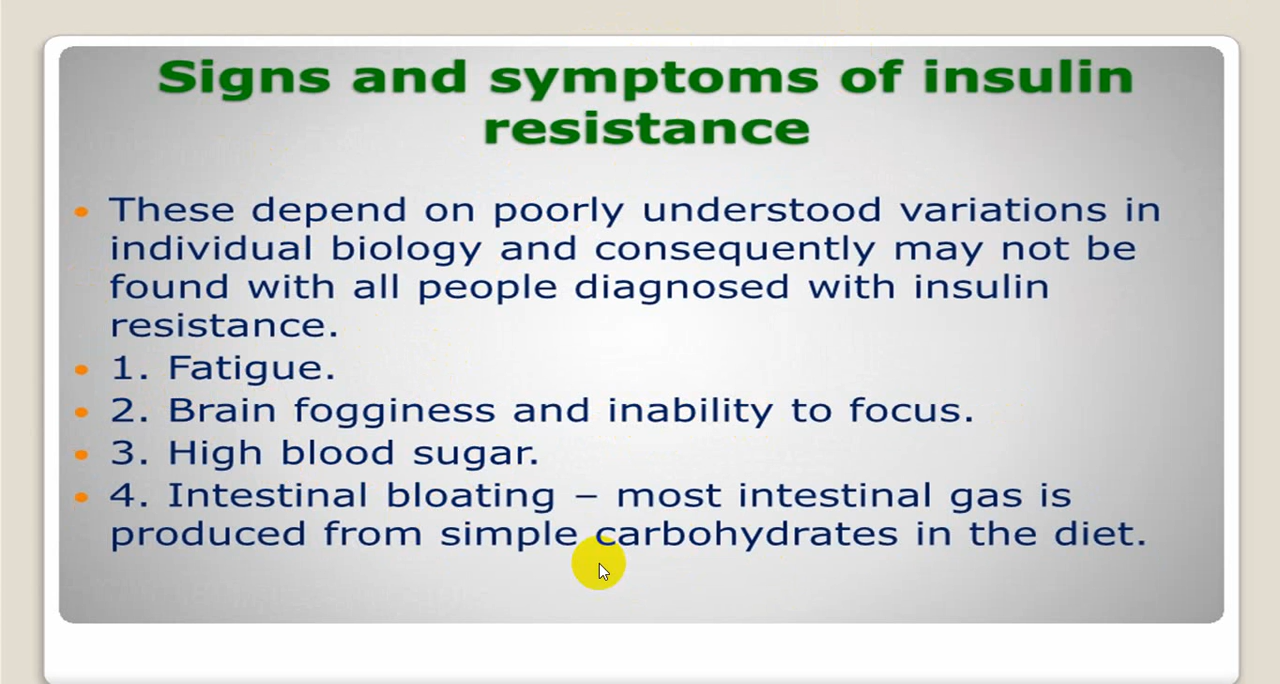 Signs and symptoms of insulin
resistance
• These depend on poorly understood variations in
individual biology and consequently may not be
found with all people diagnosed with insulin
resistance.
• 1. Fatigue.
• 2. Brain fogginess and inability to focus.
• 3. High blood sugar.
• 4. Intestinal bloating – most intestinal gas is
produced from simple carbohydrates in the diet.